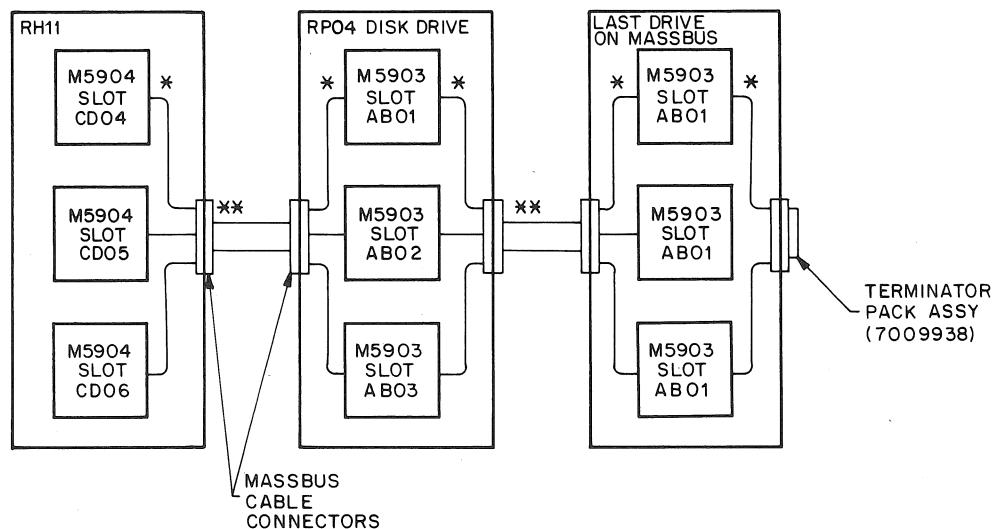 RH11
M5904
SLOT
CD04
*
M5904
SLOT
CD05
**
M5904
SLOT
CD06
RP04 DISK DRIVE
*
M5903
SLOT
AB01
*
M5903
SLOT
AB02
**
M5903
SLOT
AB03
LAST DRIVE
ON MASSBUS
*
M5903
SLOT
AB01
*
M5903
SLOT
AB01
M5903
SLOT
AB01
TERMINATOR
PACK ASSY
(7009938)
MASSBUS
CABLE
CONNECTORS